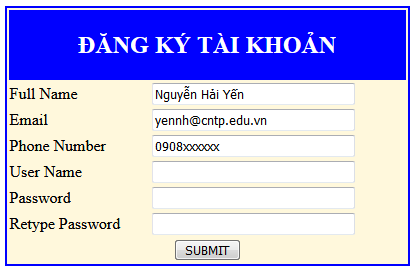 ĐĂNG KÝ TÀI KHOẢN
Full Name Nguyễn Hải Yến
Email yennh@cntp.edu.vn
Phone Number 0908xxxxxx
User Name
Password
Retype Password
SUBMIT